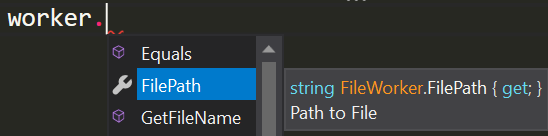 worker.
Equals
FilePath
GetFileName
string FileWorker.FilePath { get; }
Path to File